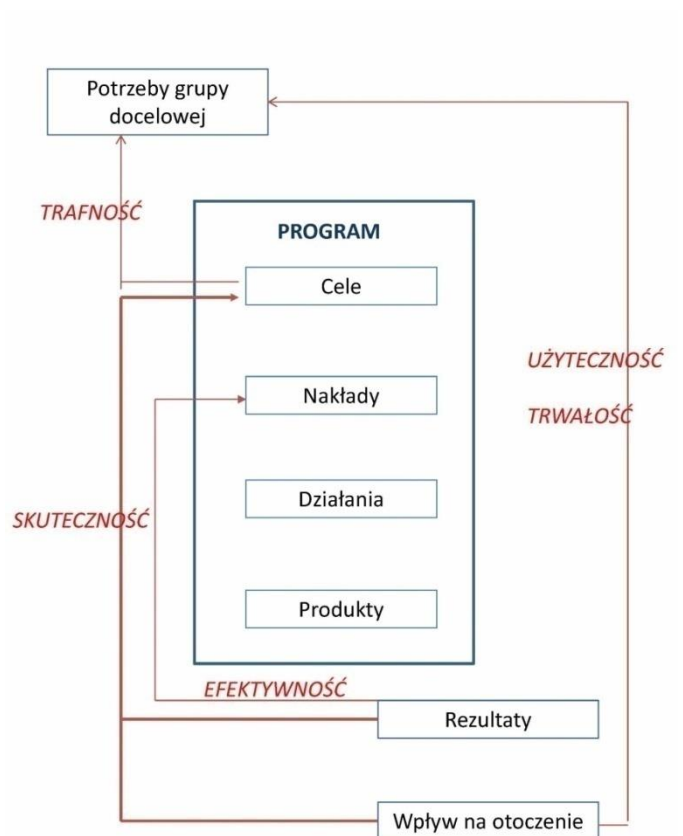 Potrzeby grupy
docelowej
TRAFNOŚĆ
PROGRAM
Cele
UŻYTECZNOŚĆ
Nakłady
TRWAŁOŚĆ
Działania
SKUTECZNOŚĆ
Produkty
EFEKTYWNOŚĆ
Rezultaty
Wpływ na otoczenie